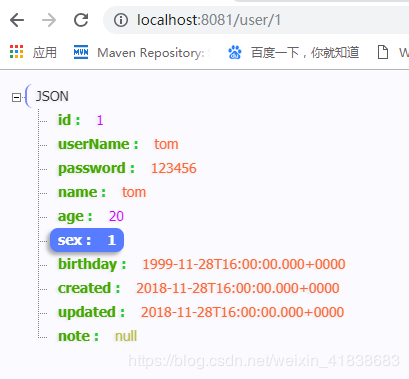 localhost:8081/user/1
应用 Maven Repository: 百度一下，你就知道 W
JSON
id : 1
userName : tom
password : 123456
name : tom
age : 20
sex : 1
birthday : 1999-11-28T16:00:00.000+0000
created : 2018-11-28T16:00:00.000+0000
updated : 2018-11-28T16:00:00.000+0000
note : null
https://blog.csdn.net/weixin_41838683